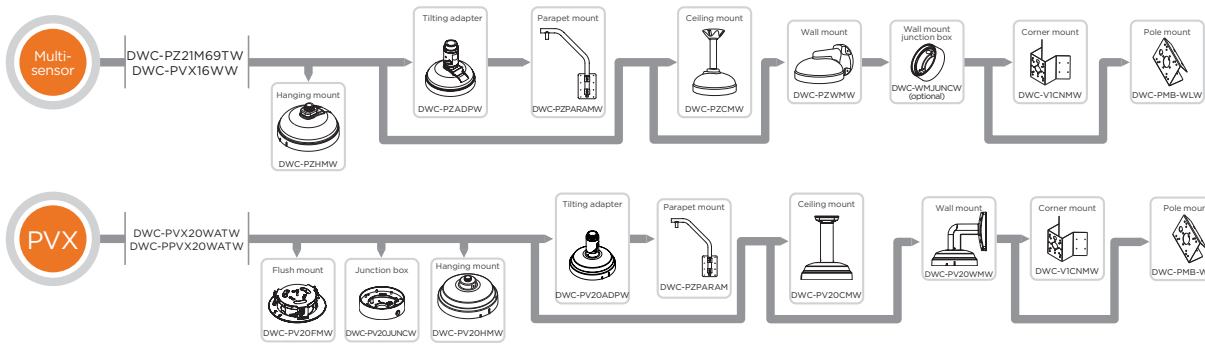 Multi-
sensor
DWC-PZ21M69TW
DWC-PVX16WW
Hanging mount
DWC-PZHMW
Tilting adapter
DWC-PZADPW
Parapet mount
DWC-PZPARAMW
Ceiling mount
DWC-PZCMW
Wall mount
DWC-PZWMW
Wall mount
junction box
DWC-WMJUNCW
(optional)
Corner mount
DWC-V1CNMW
Pole mount
DWC-PMB-WLW
PVX
DWC-PVX20WATW
DWC-PPVX20WATW
Flush mount
DWC-PV20FMW
Junction box
DWC-PV20JUNCW
Hanging mount
DWC-PV20HMW
Tilting adapter
DWC-PV20ADPW
Parapet mount
DWC-PZPARAM
Ceiling mount
DWC-PV20CMW
Wall mount
DWC-PV20WMW
Corner mount
DWC-V1CNMW
Pole mou
DWC-PMB-W